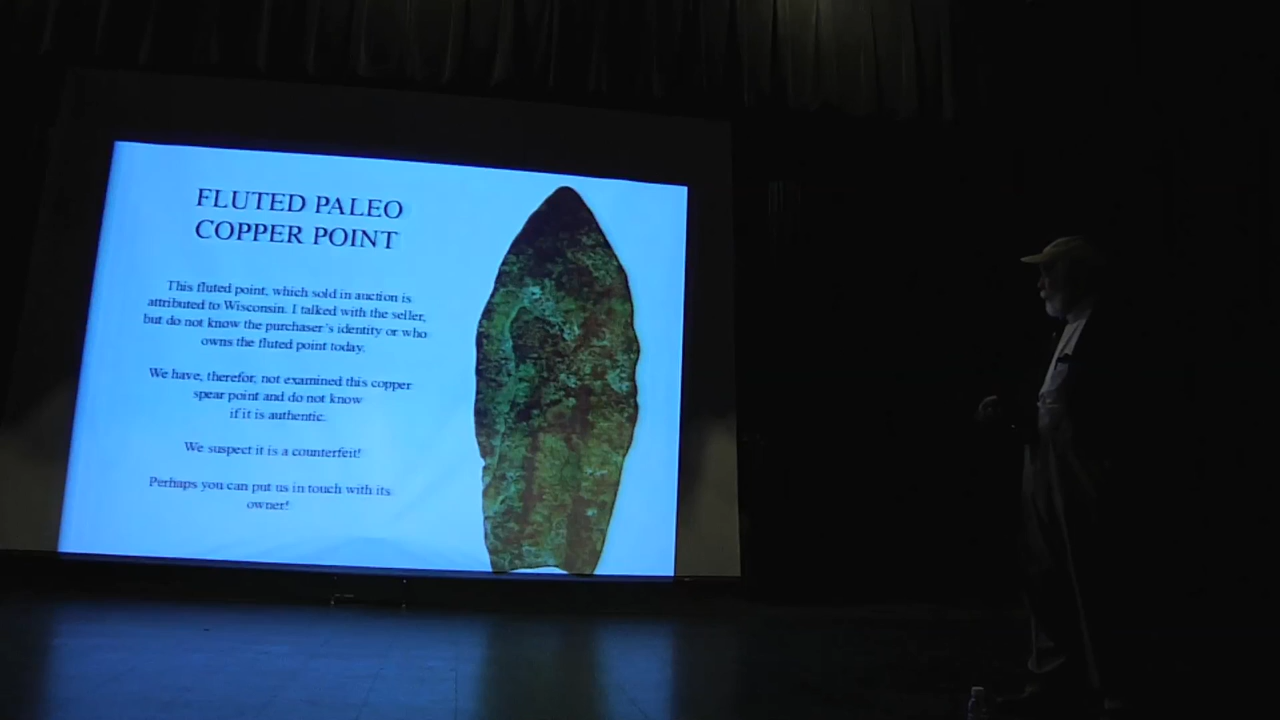 FLUTED PALEO
COPPER POINT
This fluted point, which sold in auction is
attributed to Wisconsin. I talked with the seller,
but do not know the purchaser's identity or who
owns the fluted point today.
We have, therefor, not examined this copper
spear point and do not know
if it is authentic.
We suspect it is a counterfeit!
Perhaps you can put us in touch with its
owner!